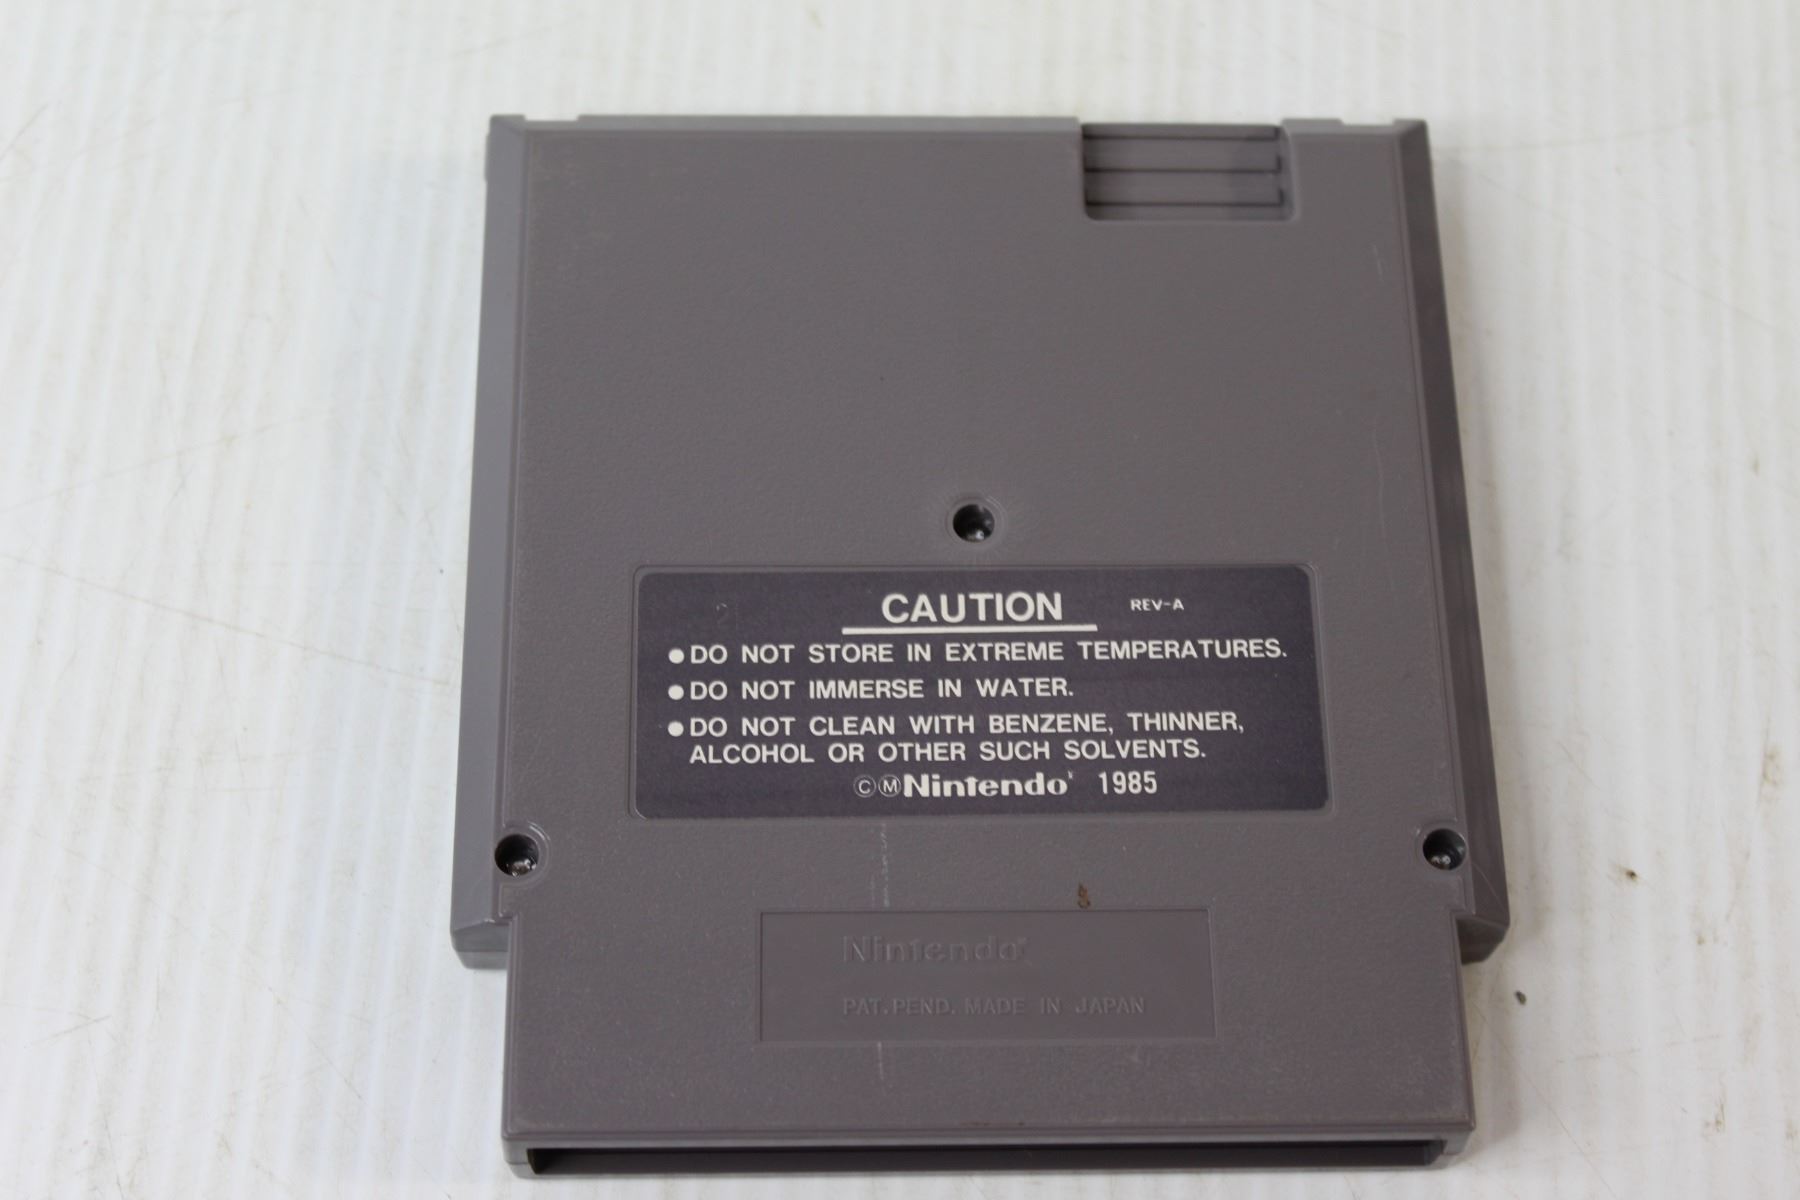 CAUTION REV-A
●DO NOT STORE IN EXTREME TEMPERATURES.
●DO NOT IMMERSE IN WATER.
●DO NOT CLEAN WITH BENZENE, THINNER,
ALCOHOL OR OTHER SUCH SOLVENTS.
ⓒⓂNintendo 1985
Nintendo®
PAT. PEND. MADE IN JAPAN